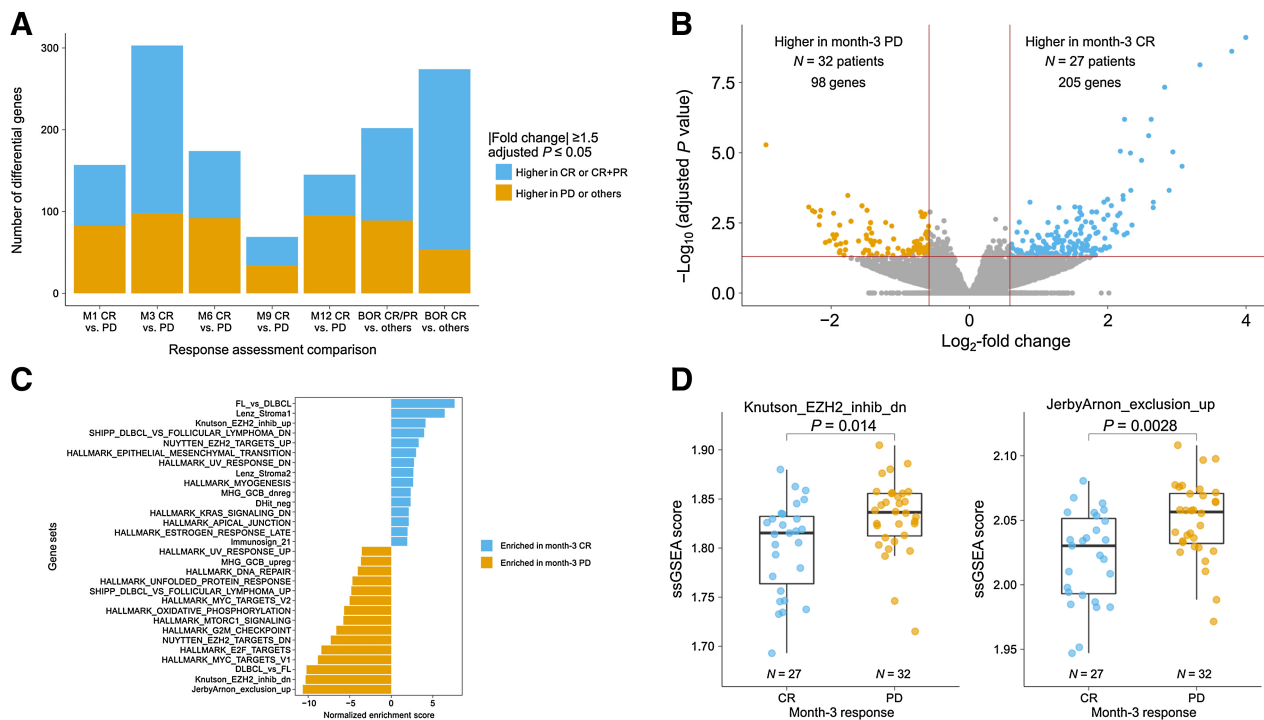 A
Number of differential genes
300
200
100
0
M1 CR
vs. PD
M3 CR
vs. PD
M6 CR
vs. PD
M9 CR
vs. PD
M12 CR
vs. PD
BOR CR/PR
vs. others
BOR CR
vs. others
Response assessment comparison
|Fold change| ≥1.5
adjusted P ≤ 0.05
Higher in CR or CR+PR
Higher in PD or others
B
−Log10 (adjusted P value)
Higher in month-3 PD
N = 32 patients
98 genes
Higher in month-3 CR
N = 27 patients
205 genes
7.5
5.0
2.5
0.0
−2
0
2
4
Log2-fold change
C
Gene sets
FL_vs_DLBCL
Lenz_Stroma1
Knutson_EZH2_inhib_up
SHIPP_DLBCL_VS_FOLLICULAR_LYMPHOMA_DN
NUYTTEN_EZH2_TARGETS_UP
HALLMARK_EPITHELIAL_MESENCHYMAL_TRANSITION
HALLMARK_UV_RESPONSE_DN
Lenz_Stroma2
HALLMARK_MYOGENESIS
MHG_GCB_dnreg
DHit_neg
HALLMARK_KRAS_SIGNALING_DN
HALLMARK_APICAL_JUNCTION
HALLMARK_ESTROGEN_RESPONSE_LATE
Immunosign_21
HALLMARK_UV_RESPONSE_UP
MHG_GCB_upreg
HALLMARK_DNA_REPAIR
HALLMARK_UNFOLDED_PROTEIN_RESPONSE
SHIPP_DLBCL_VS_FOLLICULAR_LYMPHOMA_UP
HALLMARK_MYC_TARGETS_V2
HALLMARK_OXIDATIVE_PHOSPHORYLATION
HALLMARK_MTORC1_SIGNALING
HALLMARK_G2M_CHECKPOINT
NUYTTEN_EZH2_TARGETS_DN
HALLMARK_E2F_TARGETS
HALLMARK_MYC_TARGETS_V1
DLBCL_vs_FL
Knutson_EZH2_inhib_dn
JerbyArnon_exclusion_up
−10
−5
0
5
Normalized enrichment score
Enriched in month-3 CR
Enriched in month-3 PD
D
Knutson_EZH2_inhib_dn
P = 0.014
ssGSEA score
1.90
1.85
1.80
1.75
1.70
N = 27
N = 32
CR
PD
Month-3 response
JerbyArnon_exclusion_up
P = 0.0028
ssGSEA score
2.10
2.05
2.00
1.95
N = 27
N = 32
CR
PD
Month-3 response